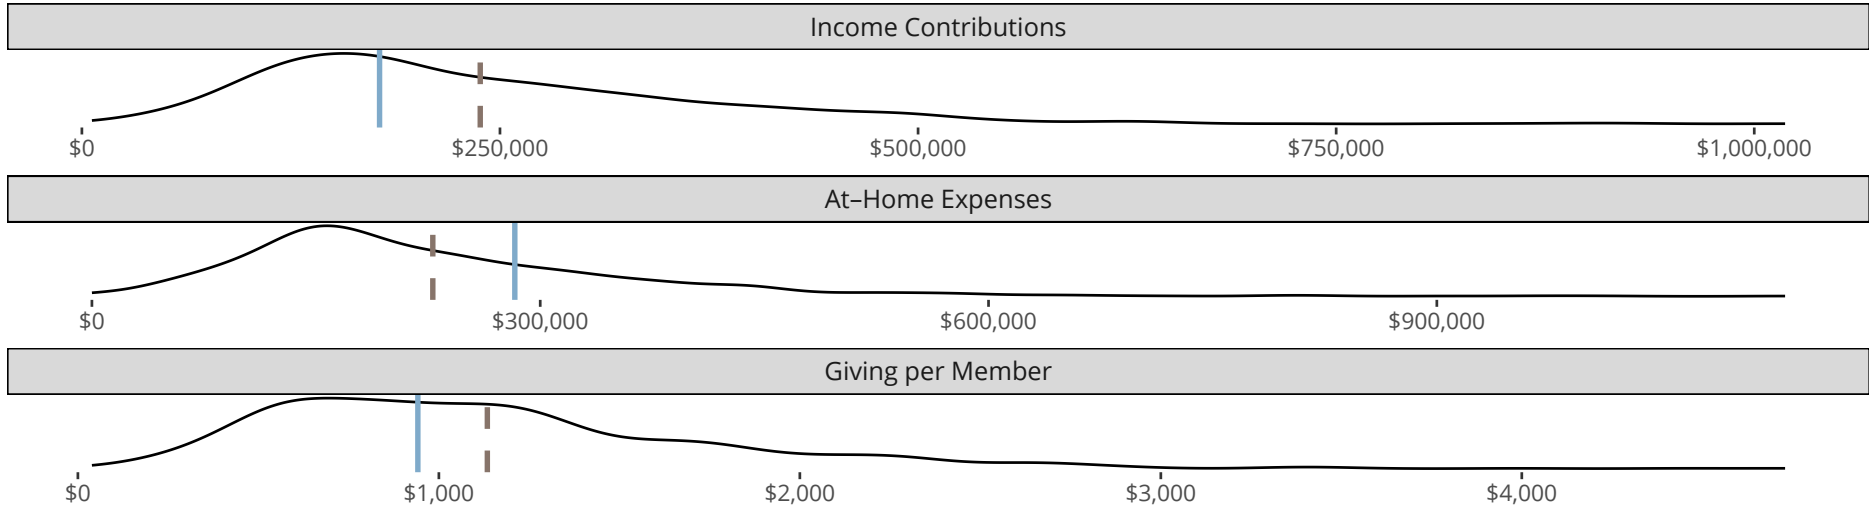 Income Contributions
$0 $250,000 $500,000 $750,000 $1,000,000
At–Home Expenses
$0 $300,000 $600,000 $900,000
Giving per Member
$0 $1,000 $2,000 $3,000 $4,000